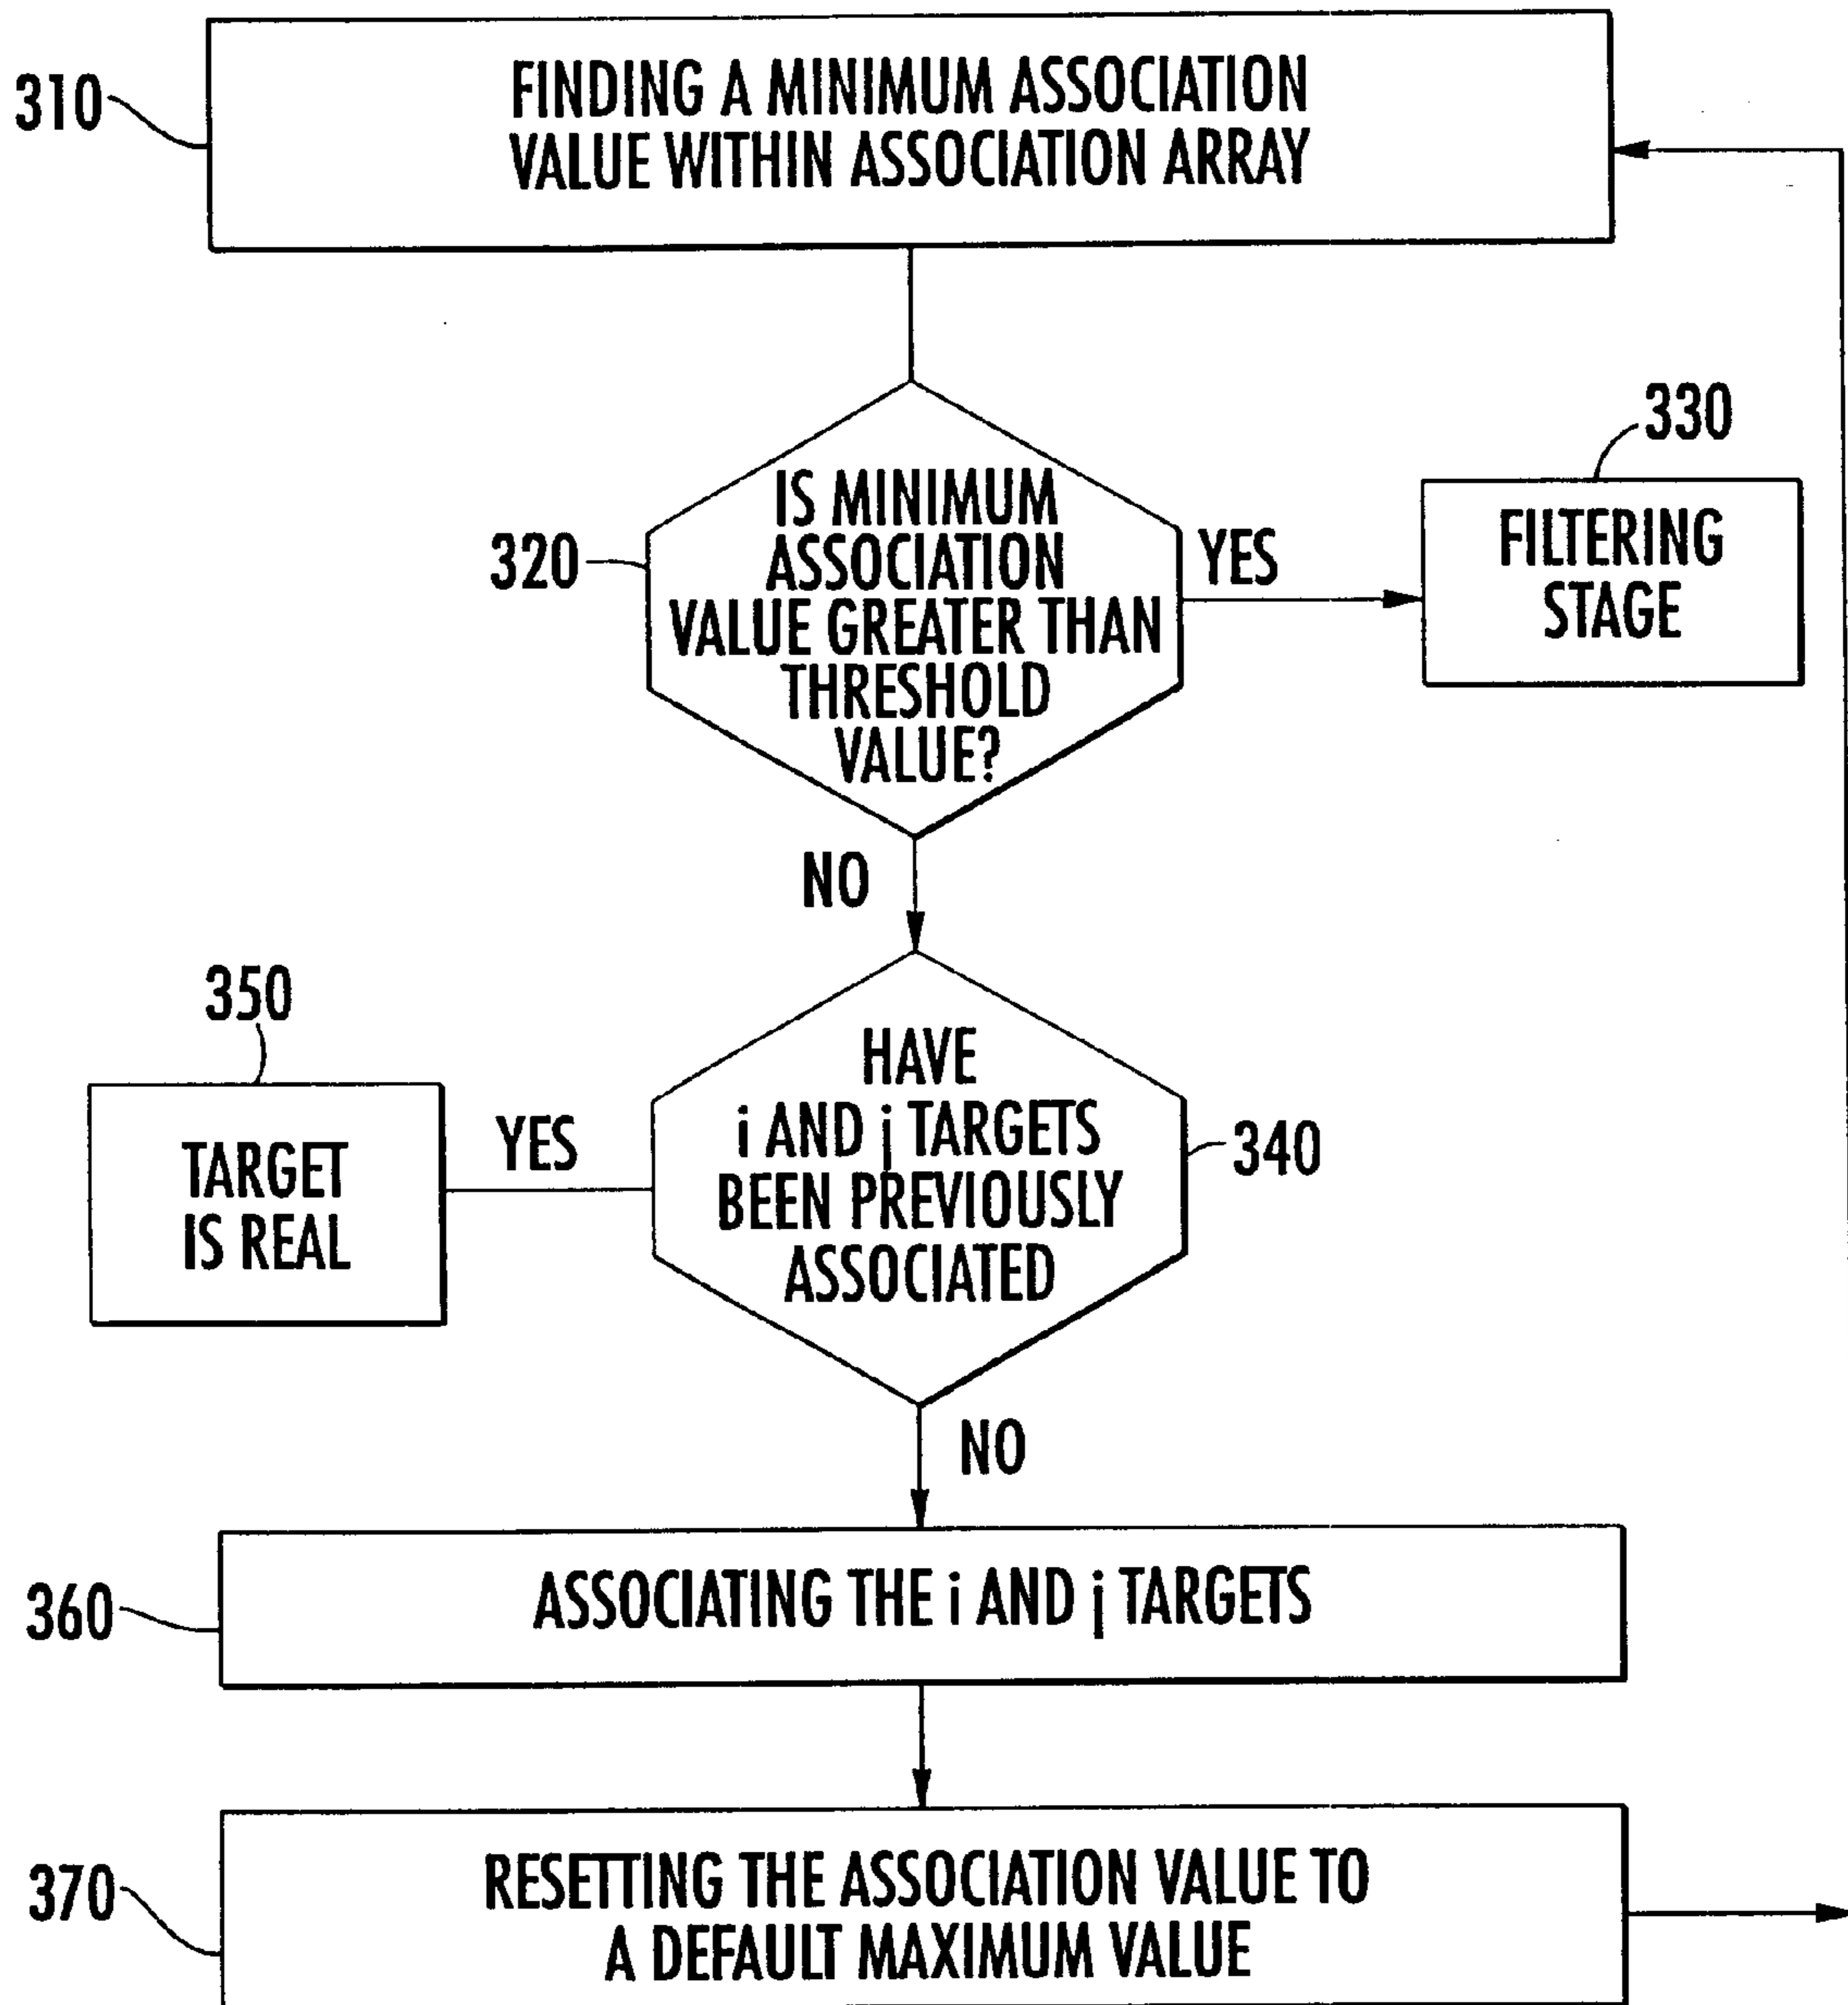 310
FINDING A MINIMUM ASSOCIATION
VALUE WITHIN ASSOCIATION ARRAY
320
IS MINIMUM
ASSOCIATION
VALUE GREATER THAN
THRESHOLD
VALUE?
YES
330
FILTERING
STAGE
NO
350
TARGET
IS REAL
YES
HAVE
i AND j TARGETS
BEEN PREVIOUSLY
ASSOCIATED
340
NO
360
ASSOCIATING THE i AND j TARGETS
370
RESETTING THE ASSOCIATION VALUE TO
A DEFAULT MAXIMUM VALUE